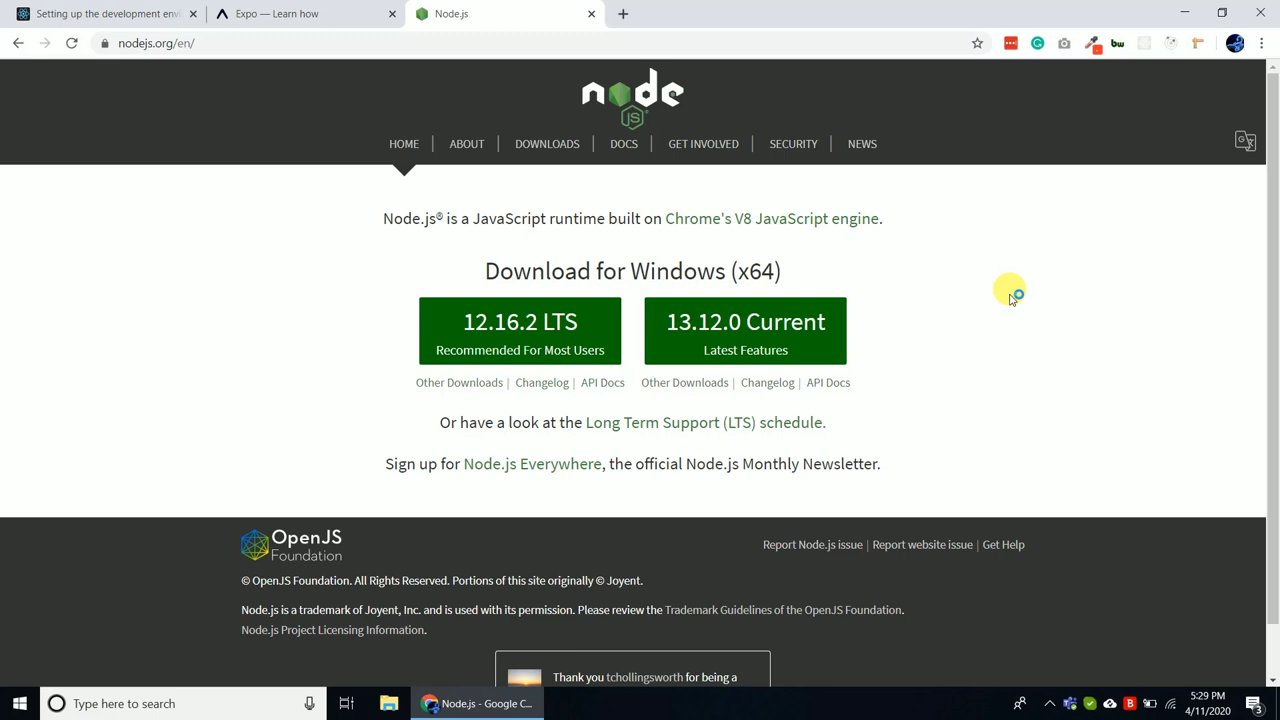 Setting up the development envi
Expo — Learn how
Node.js
nodejs.org/en/
bw
node
JS
HOME
ABOUT
DOWNLOADS
DOCS
GET INVOLVED
SECURITY
NEWS
Node.js® is a JavaScript runtime built on Chrome's V8 JavaScript engine.
Download for Windows (x64)
12.16.2 LTS
Recommended For Most Users
13.12.0 Current
Latest Features
Other Downloads | Changelog | API Docs
Other Downloads | Changelog | API Docs
Or have a look at the Long Term Support (LTS) schedule.
Sign up for Node.js Everywhere, the official Node.js Monthly Newsletter.
OpenJS
Foundation
Report Node.js issue | Report website issue | Get Help
© OpenJS Foundation. All Rights Reserved. Portions of this site originally © Joyent.
Node.js is a trademark of Joyent, Inc. and is used with its permission. Please review the Trademark Guidelines of the OpenJS Foundation.
Node.js Project Licensing Information.
Thank you tchollingsworth for being a
Type here to search
Node.js - Google C...
5:29 PM
4/11/2020
3